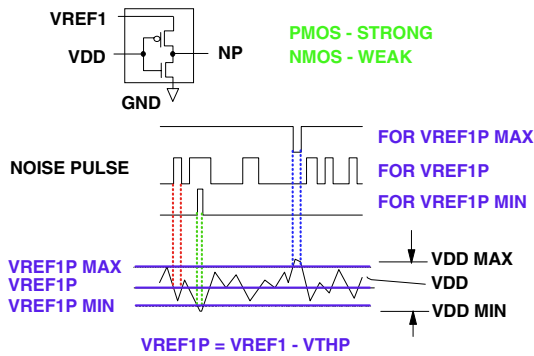 VREF1
VDD
NP
GND
PMOS - STRONG
NMOS - WEAK
FOR VREF1P MAX
NOISE PULSE
FOR VREF1P
FOR VREF1P MIN
VREF1P MAX
VDD MAX
VREF1P
VDD
VREF1P MIN
VDD MIN
VREF1P = VREF1 - VTHP